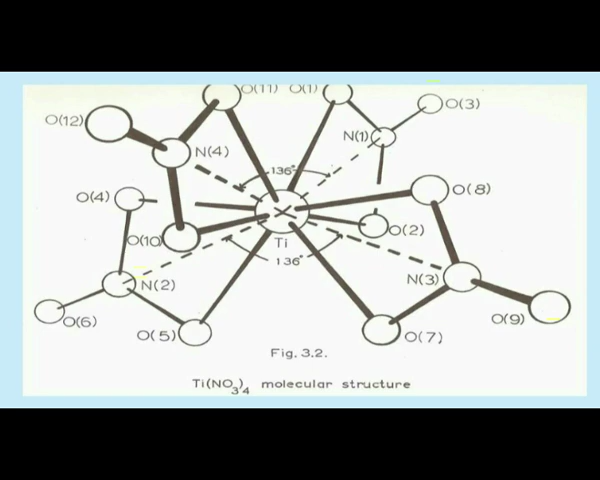 O(11) O(1)
O(12) O(3)
N(1)
N(4)
136°
O(4) O(8)
O(10) O(2)
Ti
136°
N(2) N(3)
O(6) O(5) O(7) O(9)
Fig. 3.2.
Ti(NO3)4 molecular structure